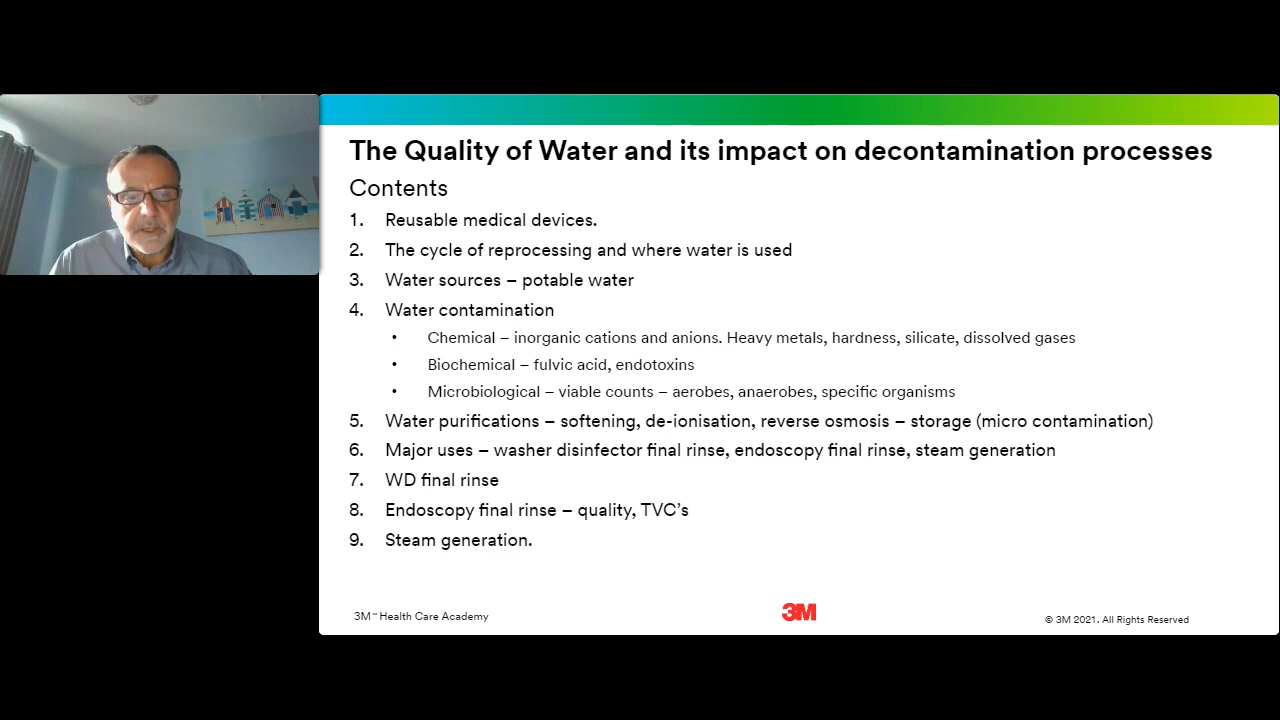 The Quality of Water and its impact on decontamination processes
Contents
1. Reusable medical devices.
2. The cycle of reprocessing and where water is used
3. Water sources – potable water
4. Water contamination
• Chemical – inorganic cations and anions. Heavy metals, hardness, silicate, dissolved gases
• Biochemical – fulvic acid, endotoxins
• Microbiological – viable counts – aerobes, anaerobes, specific organisms
5. Water purifications – softening, de-ionisation, reverse osmosis – storage (micro contamination)
6. Major uses – washer disinfector final rinse, endoscopy final rinse, steam generation
7. WD final rinse
8. Endoscopy final rinse – quality, TVC’s
9. Steam generation.
3M™ Health Care Academy
3M
© 3M 2021. All Rights Reserved